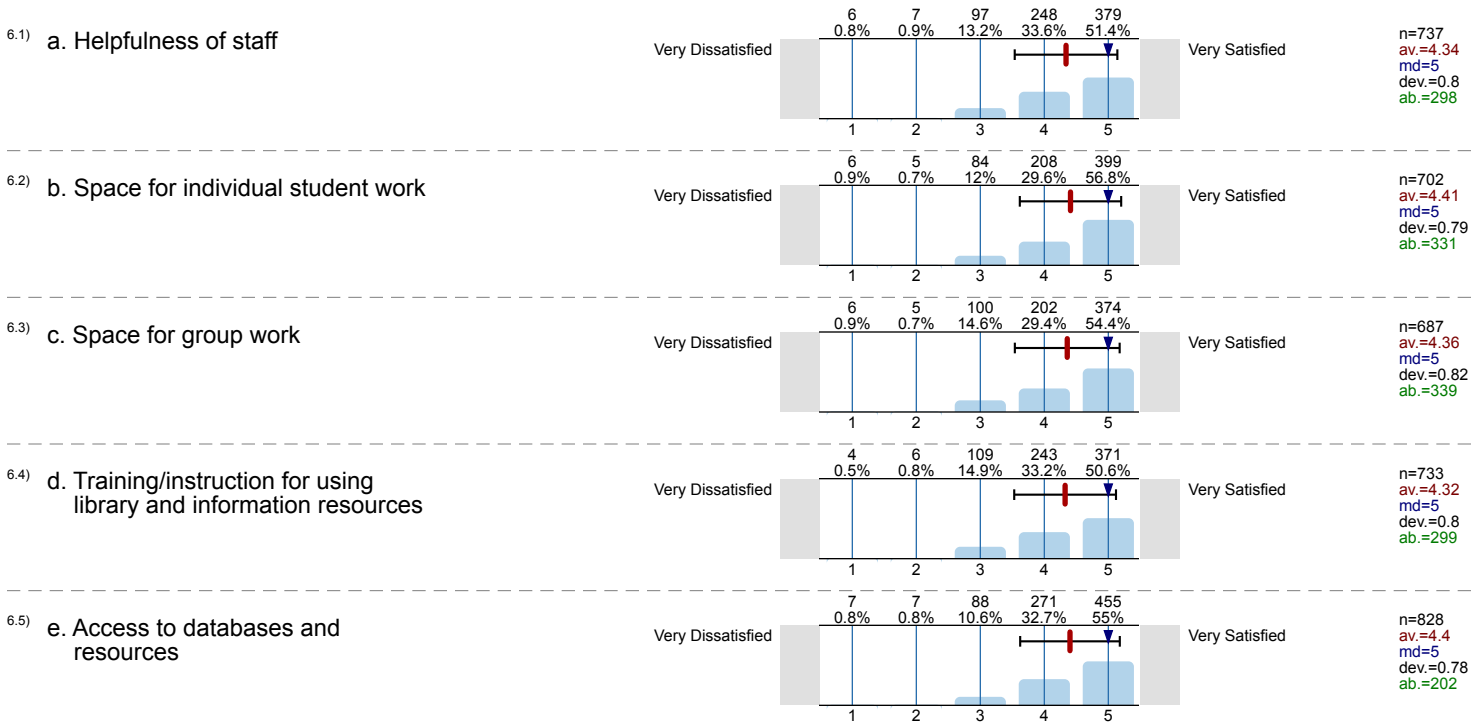 6 7 97 248 379
0.8% 0.9% 13.2% 33.6% 51.4%
6.1) a. Helpfulness of staff
Very Dissatisfied Very Satisfied
n=737
av.=4.34
md=5
dev.=0.8
ab.=298
1 2 3 4 5
6 5 84 208 399
0.9% 0.7% 12% 29.6% 56.8%
6.2) b. Space for individual student work
Very Dissatisfied Very Satisfied
n=702
av.=4.41
md=5
dev.=0.79
ab.=331
1 2 3 4 5
6 5 100 202 374
0.9% 0.7% 14.6% 29.4% 54.4%
6.3) c. Space for group work
Very Dissatisfied Very Satisfied
n=687
av.=4.36
md=5
dev.=0.82
ab.=339
1 2 3 4 5
4 6 109 243 371
0.5% 0.8% 14.9% 33.2% 50.6%
6.4) d. Training/instruction for using
library and information resources
Very Dissatisfied Very Satisfied
n=733
av.=4.32
md=5
dev.=0.8
ab.=299
1 2 3 4 5
7 7 88 271 455
0.8% 0.8% 10.6% 32.7% 55%
6.5) e. Access to databases and
resources
Very Dissatisfied Very Satisfied
n=828
av.=4.4
md=5
dev.=0.78
ab.=202
1 2 3 4 5